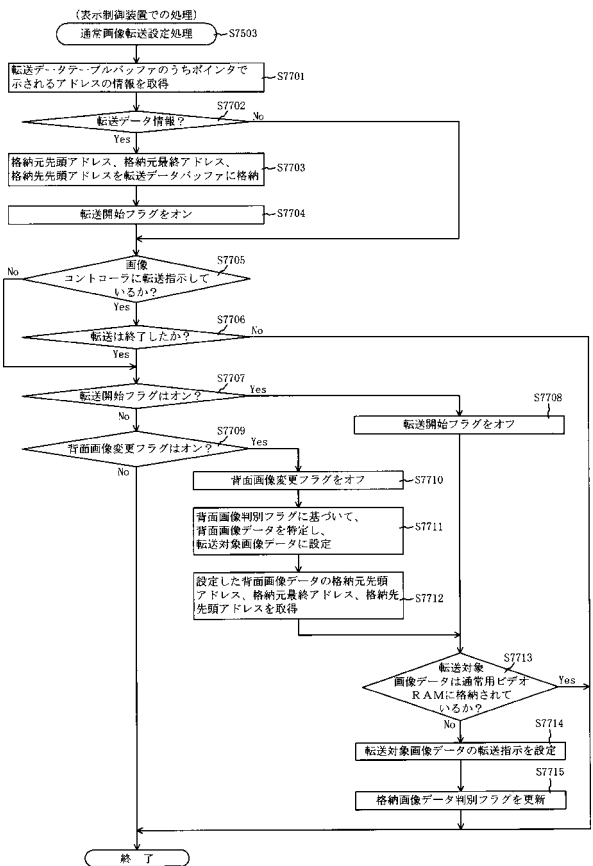 (表示制御装置での処理)
通常画像転送設定処理
S7503
転送データテーブルバッファのうちポインタで
示されるアドレスの情報を取得
S7701
S7702
転送データ情報?
No
Yes
格納元先頭アドレス、格納元最終アドレス、
格納先先頭アドレスを転送データバッファに格納
S7703
転送開始フラグをオン
S7704
画像
コントローラに転送指示して
いるか?
S7705
No
Yes
S7706
転送は終了したか?
No
Yes
S7707
転送開始フラグはオン?
Yes
No
S7708
転送開始フラグをオフ
S7709
背面画像変更フラグはオン?
Yes
No
背面画像変更フラグをオフ
S7710
背面画像判別フラグに基づいて、
背面画像データを特定し、
転送対象画像データに設定
S7711
設定した背面画像データの格納元先頭
アドレス、格納元最終アドレス、格納先
先頭アドレスを取得
S7712
S7713
転送対象
画像データは通常用ビデオ
RAMに格納されて
いるか?
Yes
No
S7714
転送対象画像データの転送指示を設定
S7715
格納画像データ判別フラグを更新
終 了